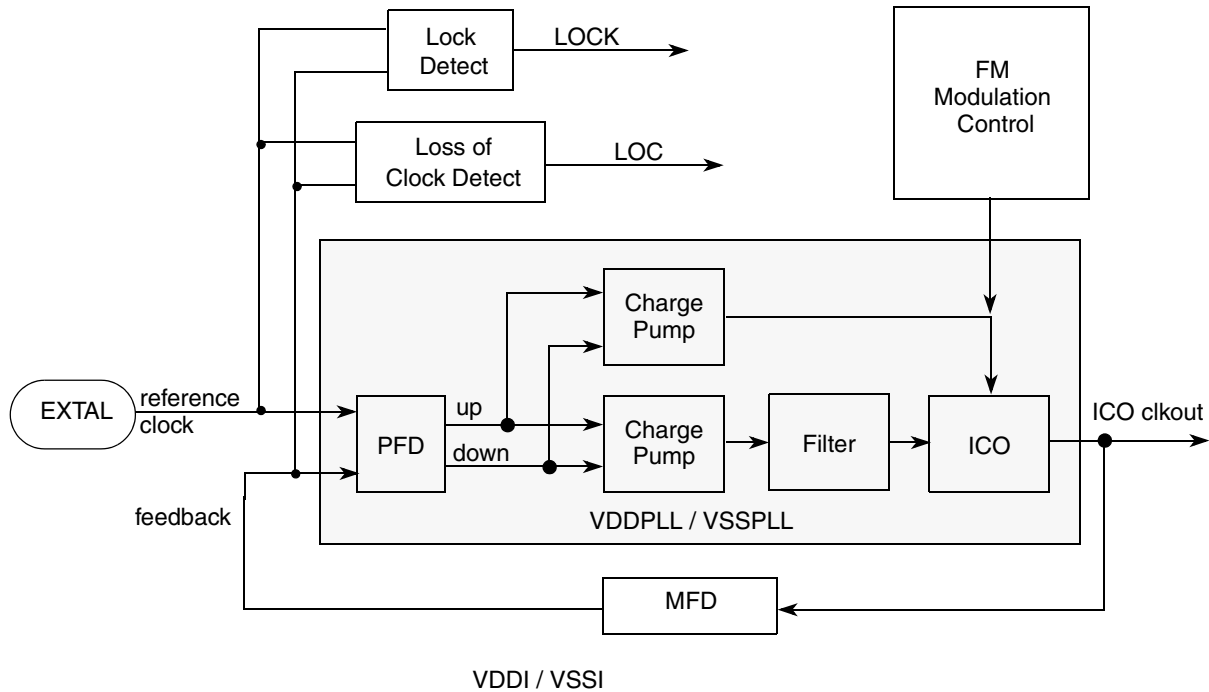 Lock
Detect
LOCK
FM
Modulation
Control
Loss of
Clock Detect
LOC
Charge
Pump
EXTAL
reference
clock
up
down
PFD
Charge
Pump
Filter
ICO
ICO clkout
feedback
VDDPLL / VSSPLL
MFD
VDDI / VSSI